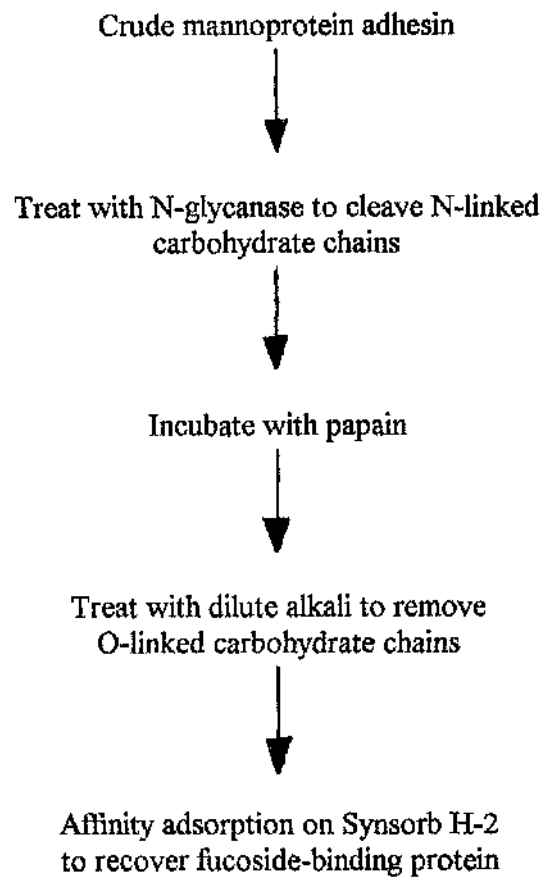 Crude mannoprotein adhesin
Treat with N-glycanase to cleave N-linked
carbohydrate chains
Incubate with papain
Treat with dilute alkali to remove
O-linked carbohydrate chains
Affinity adsorption on Synsorb H-2
to recover fucoside-binding protein